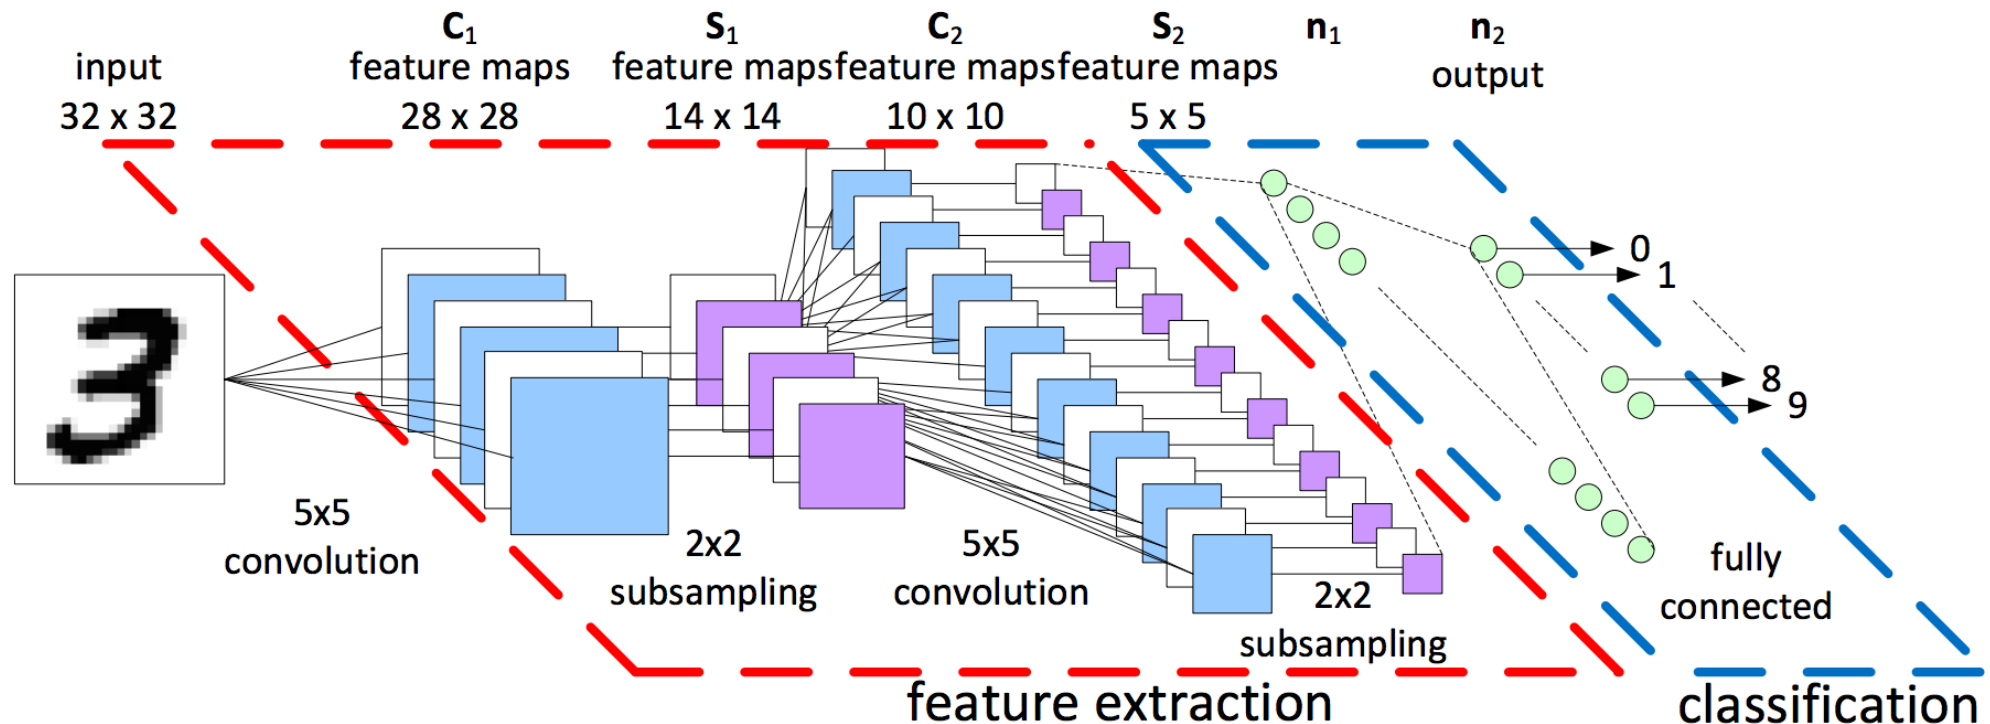 input
32 x 32
C₁
feature maps
28 x 28
S₁
feature maps
14 x 14
C₂
feature maps
10 x 10
S₂
feature maps
5 x 5
n₁
n₂
output
0
1
8
9
3
5x5
convolution
2x2
subsampling
5x5
convolution
2x2
subsampling
fully
connected
feature extraction
classification